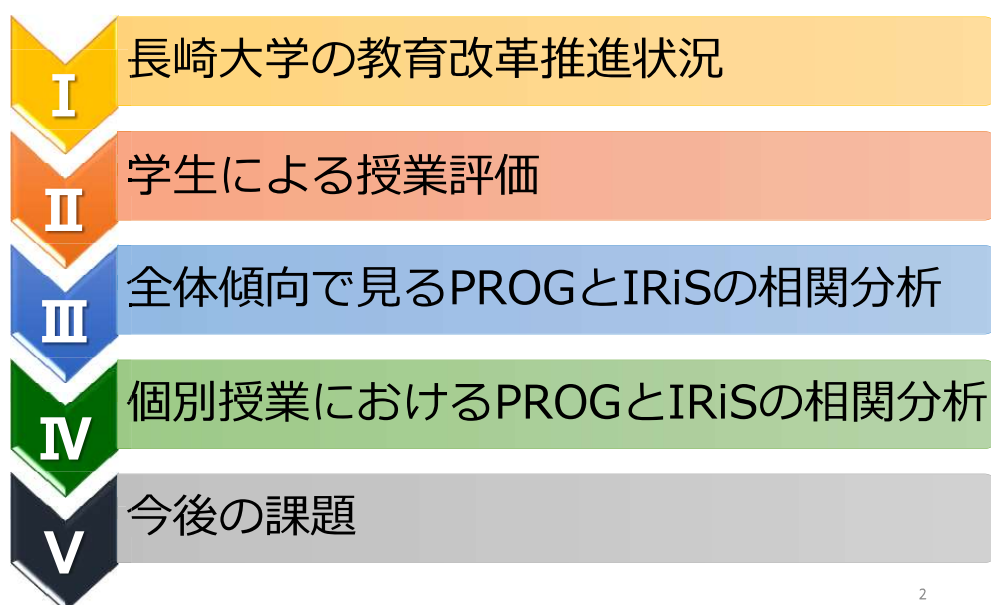 Ⅰ
長崎大学の教育改革推進状況
Ⅱ
学生による授業評価
Ⅲ
全体傾向で見るPROGとIRiSの相関分析
Ⅳ
個別授業におけるPROGとIRiSの相関分析
Ⅴ
今後の課題
2